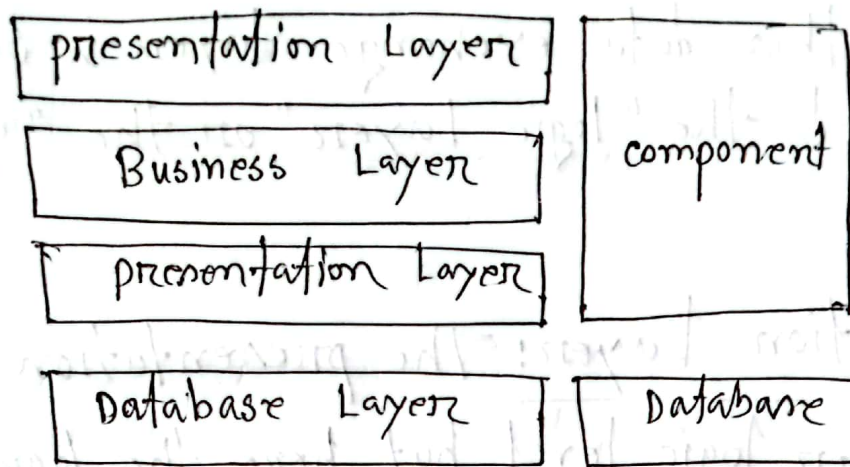 presentation Layer
Business Layer
component
presentation Layer
Database Layer
Database